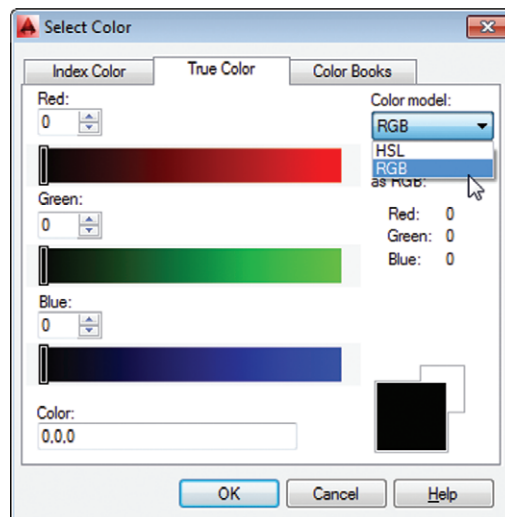 Select Color
Index Color
True Color
Color Books
Red:
0
Green:
0
Blue:
0
Color:
0,0,0
Color model:
RGB
HSL
RGB
as RGB:
Red: 0
Green: 0
Blue: 0
OK
Cancel
Help